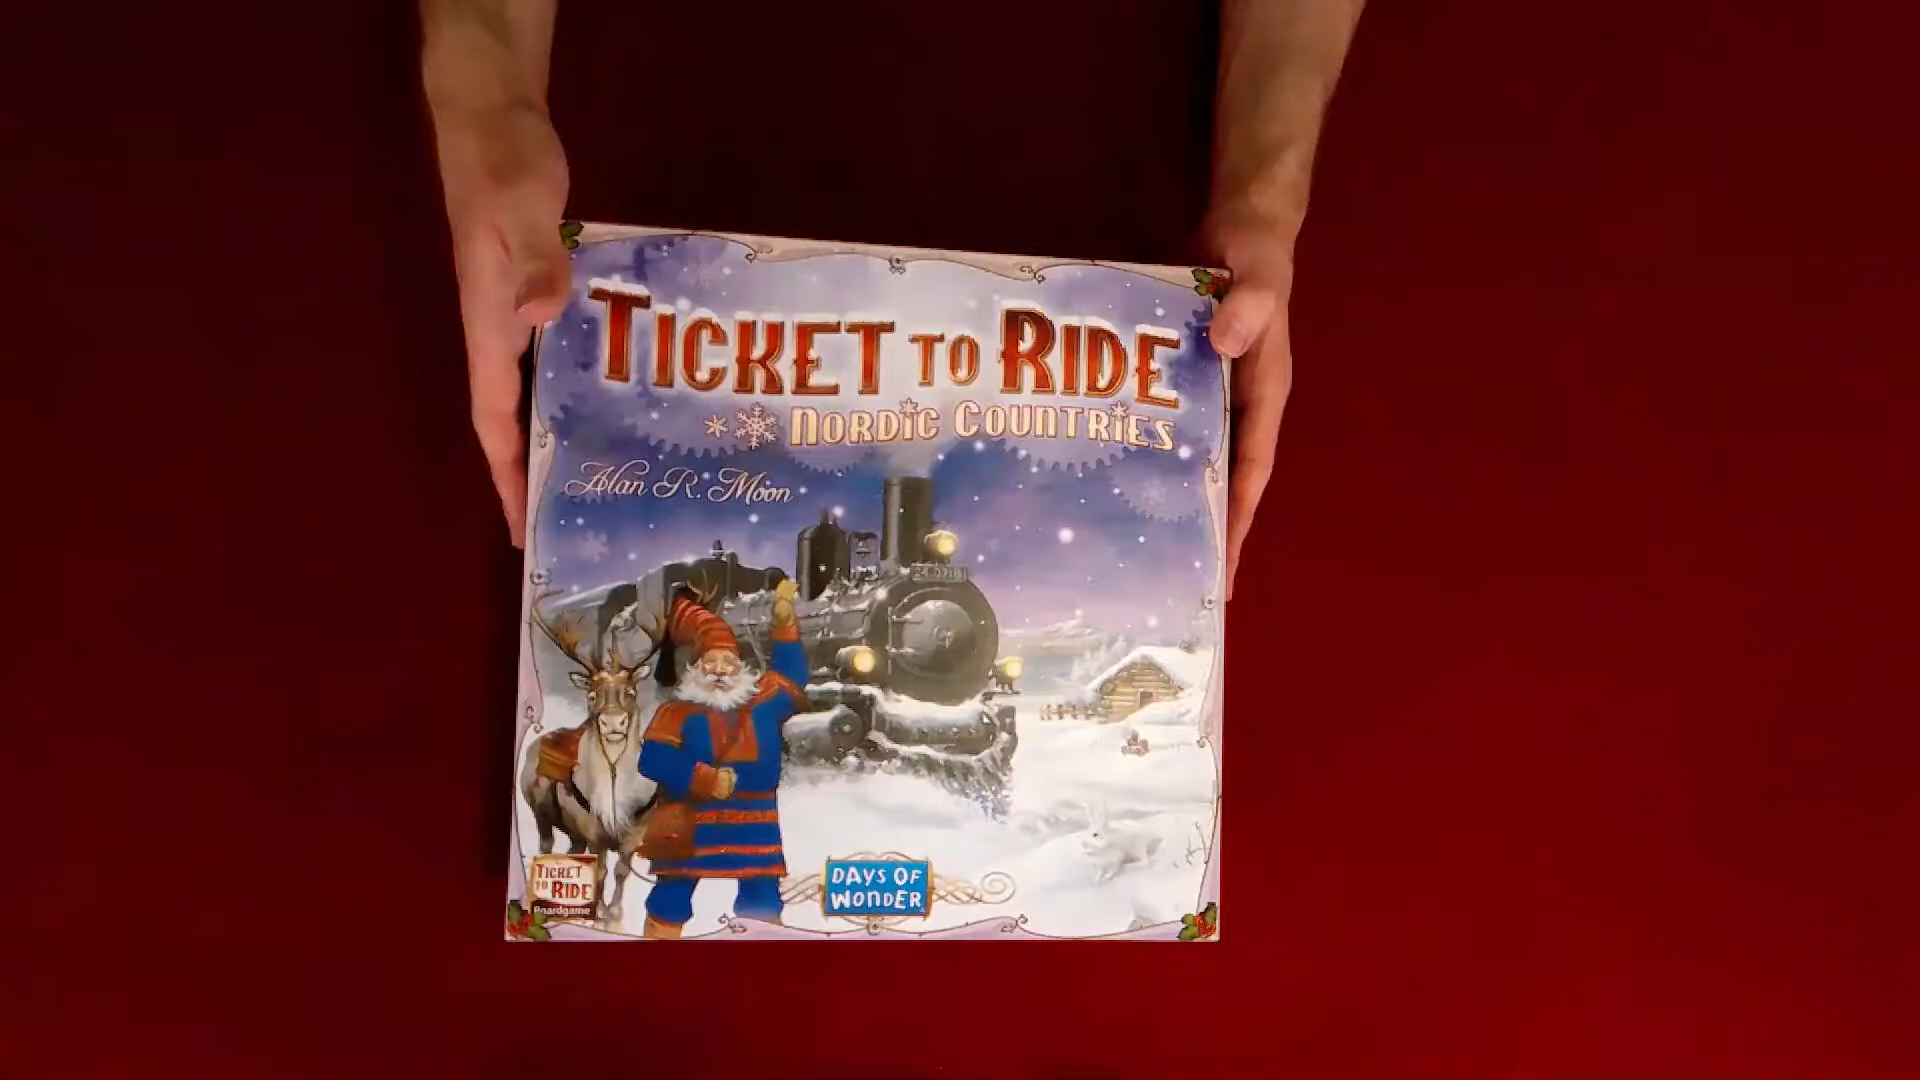 TICKET TO RIDE
NORDIC COUNTRIES
Alan R. Moon
TICKET
TO RIDE
Boardgame
DAYS OF
WONDER